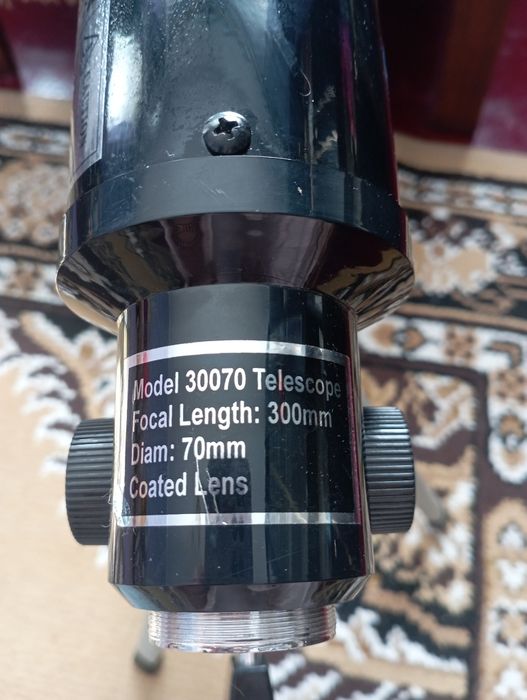 Model 30070 Telescope
Focal Length: 300mm
Diam: 70mm
Coated Lens